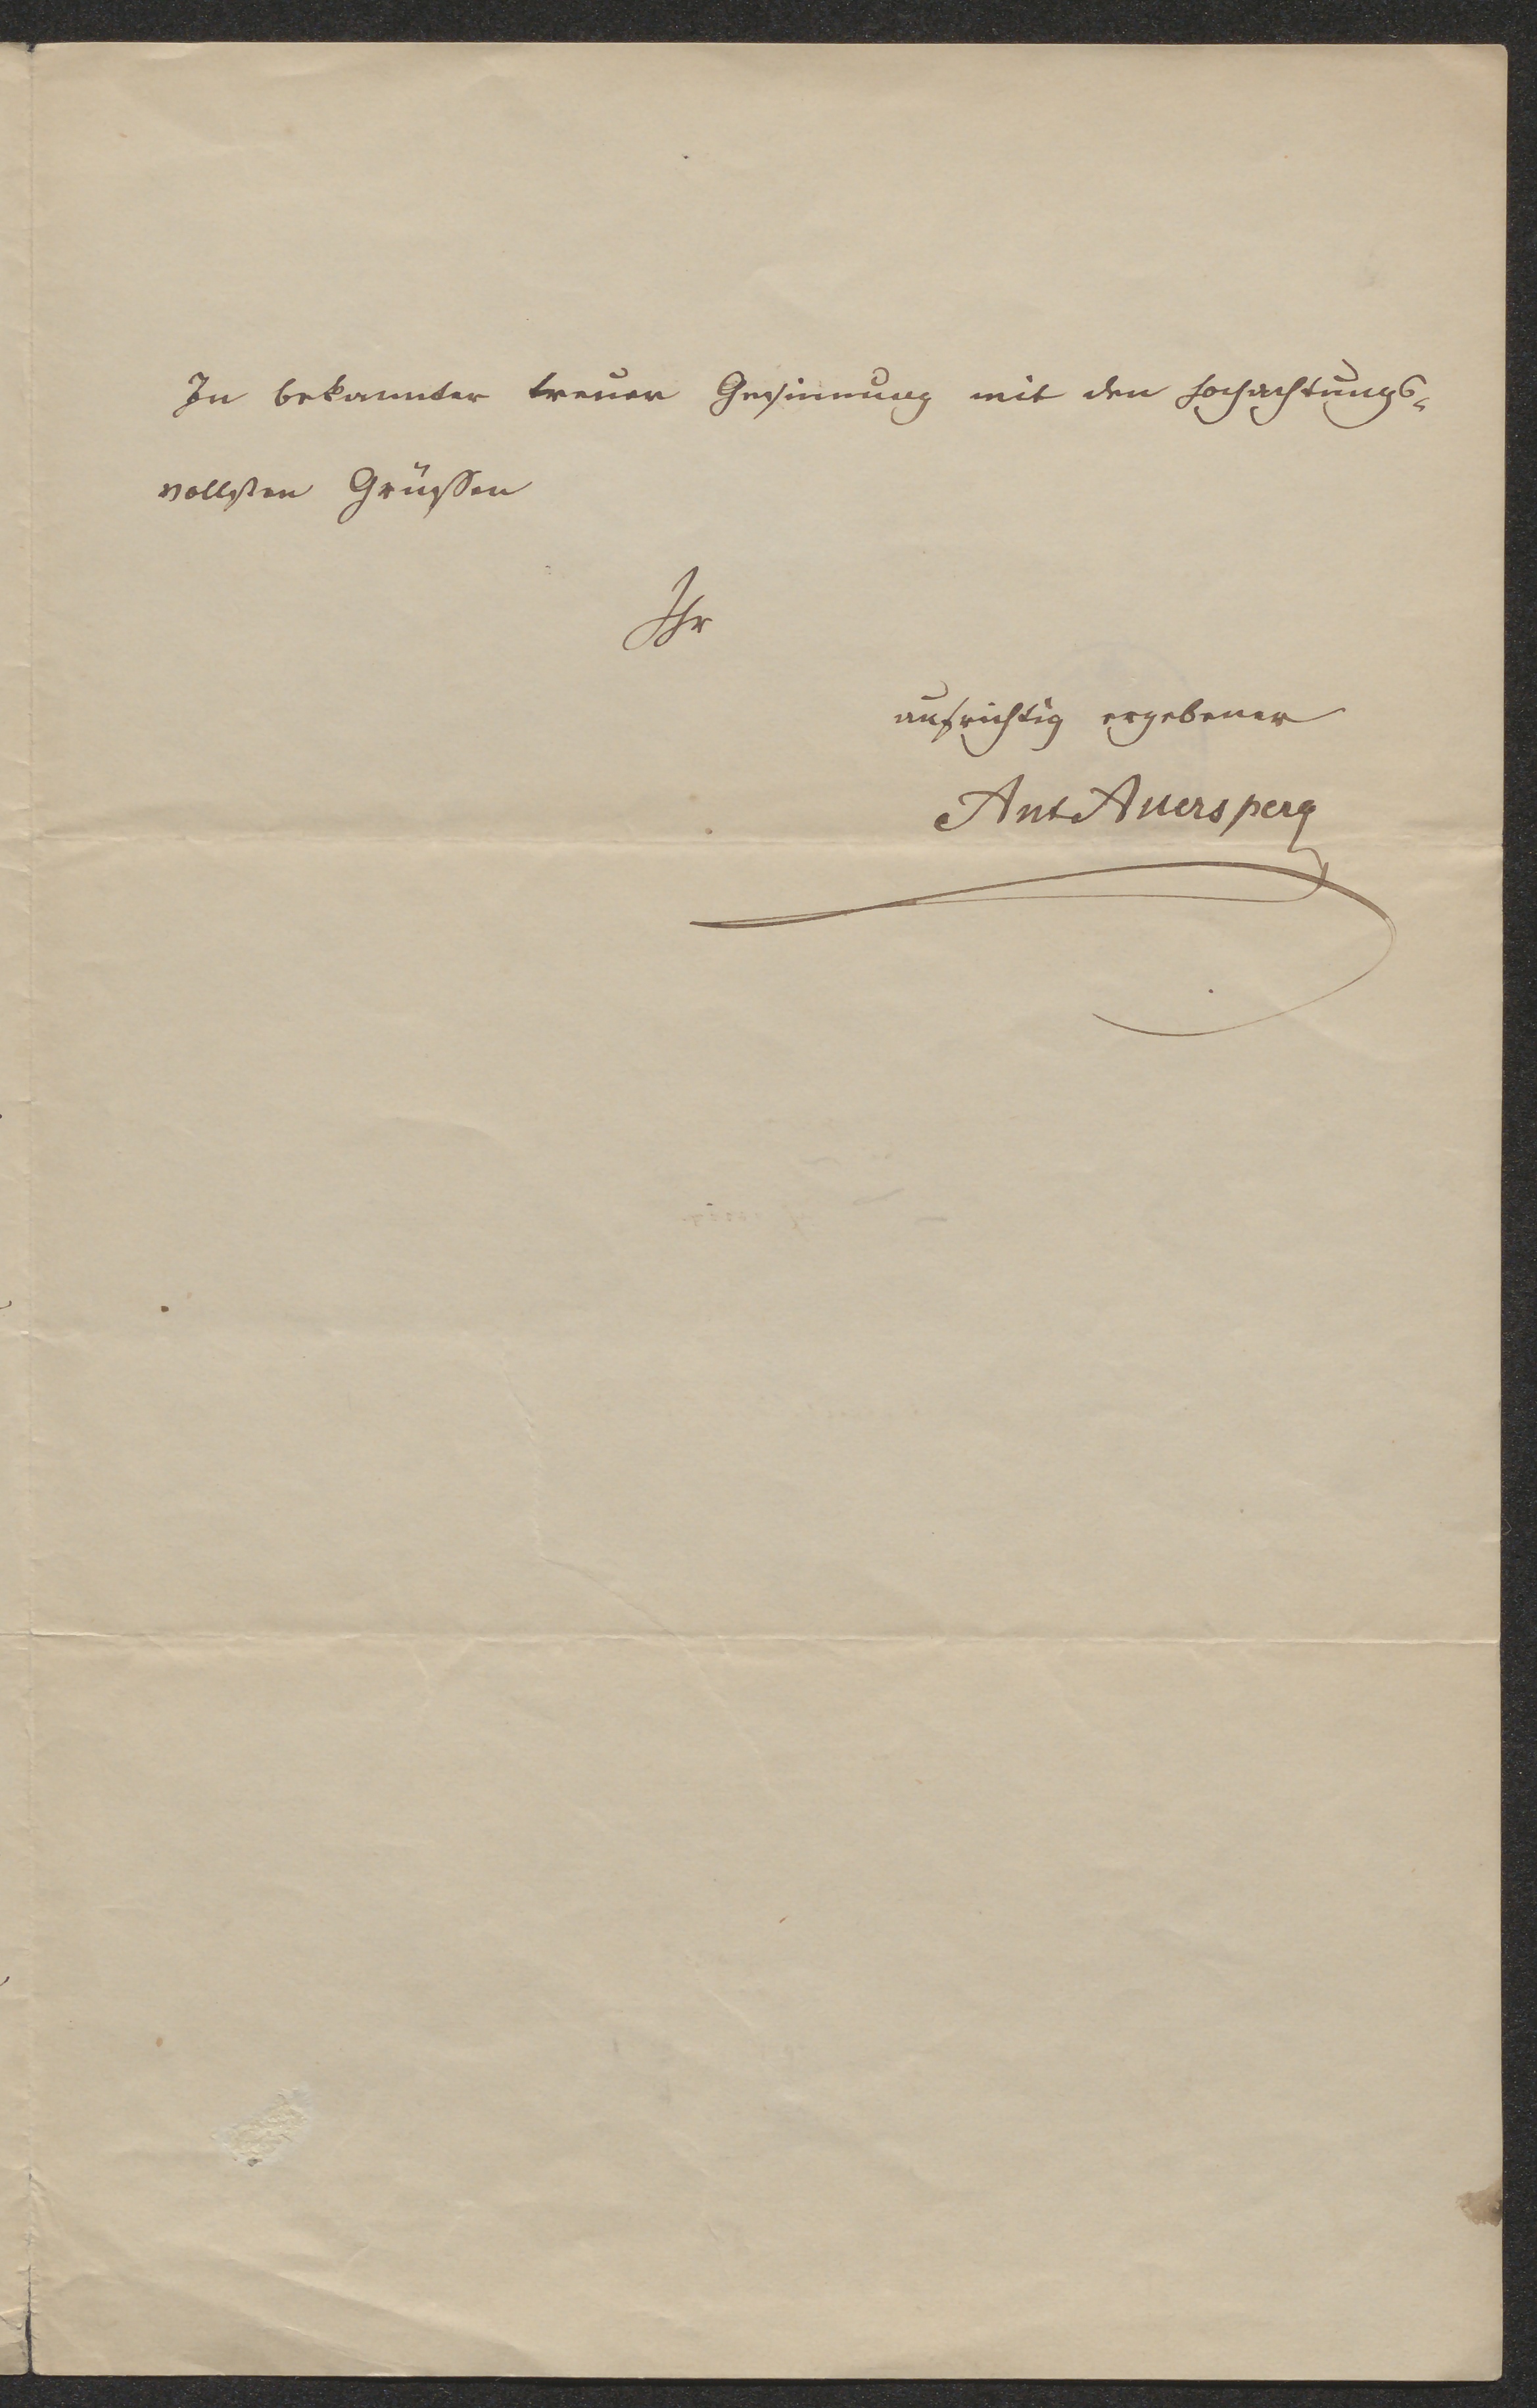 In bekannter treuer Gesinnung mit den hochachtungs-
vollsten Grüssen
Ihr
aufrichtig ergebener
Ant Auersperg